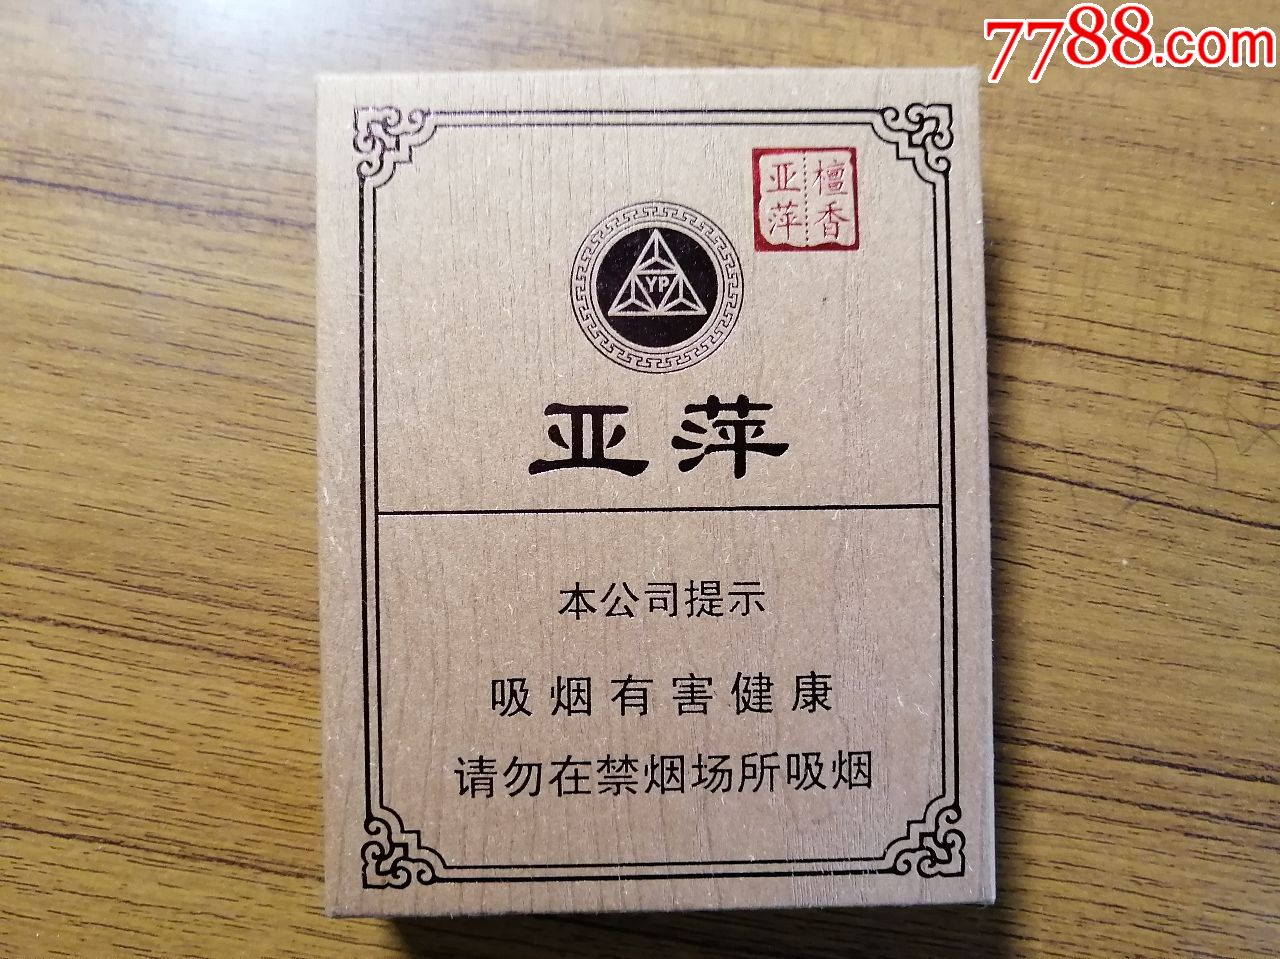 7788.com
檀香
亚萍
YP
亚萍
本公司提示
吸烟有害健康
请勿在禁烟场所吸烟